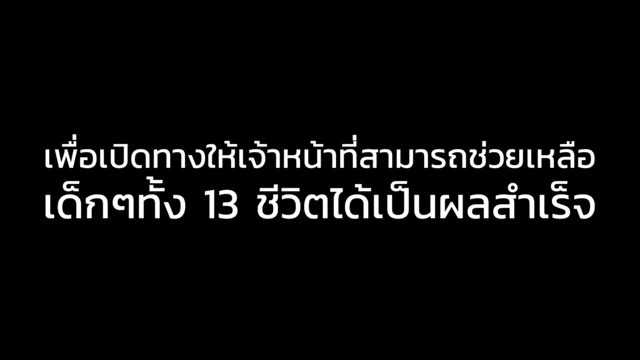 เพื่อเปิดทางให้เจ้าหน้าที่สามารถช่วยเหลือ
เด็กๆทั้ง 13 ชีวิตได้เป็นผลสำเร็จ